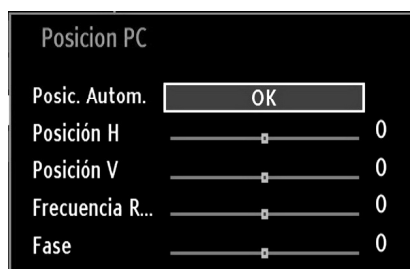 Posicion PC
Posic. Autom. OK
Posición H 0
Posición V 0
Frecuencia R... 0
Fase 0